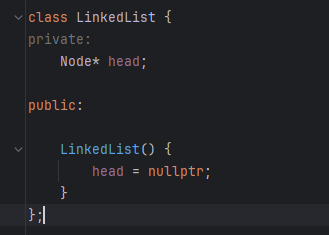 class LinkedList {
private:
    Node* head;

public:

    LinkedList() {
        head = nullptr;
    }
};